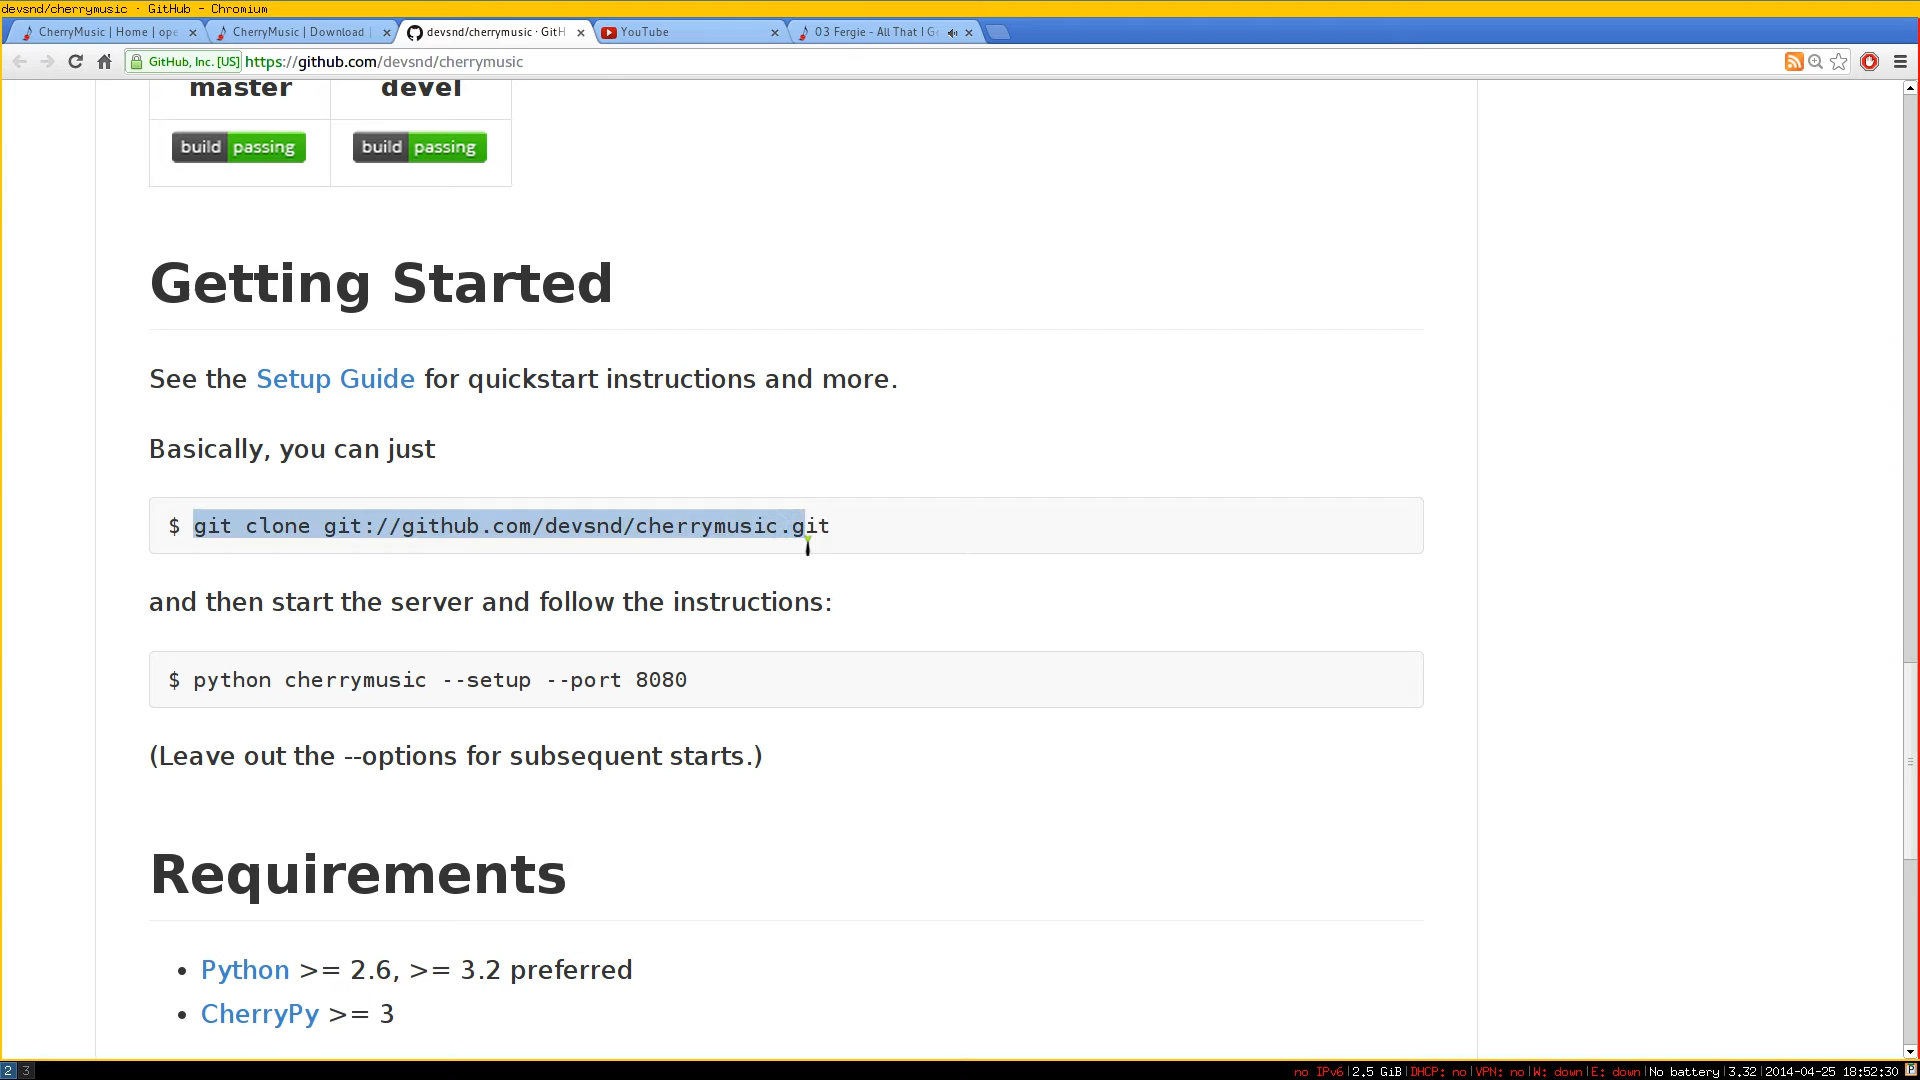 devsnd/cherrymusic · GitHub - Chromium
CherryMusic | Home | ope
CherryMusic | Download |
devsnd/cherrymusic · GitH
YouTube
03 Fergie - All That I G
GitHub, Inc. [US] https://github.com/devsnd/cherrymusic
master devel
build passing build passing
Getting Started
See the Setup Guide for quickstart instructions and more.
Basically, you can just
$ git clone git://github.com/devsnd/cherrymusic.git
and then start the server and follow the instructions:
$ python cherrymusic --setup --port 8080
(Leave out the --options for subsequent starts.)
Requirements
• Python >= 2.6, >= 3.2 preferred
• CherryPy >= 3
2 3 no IPv6|2.5 GiB|DHCP: no|VPN: no|W: down|E: down|No battery|3.32|2014-04-25 18:52:30 P